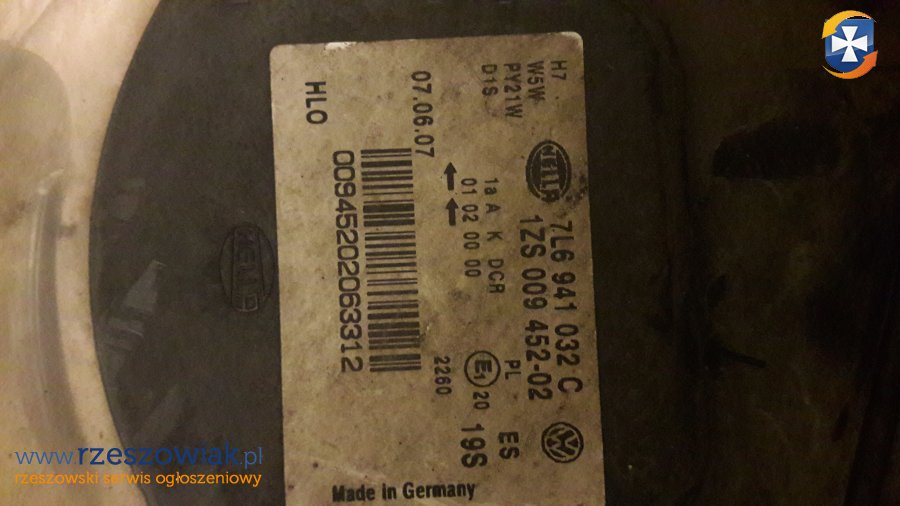 H7
W5W
PY21W
D1S
HELLA
7L6 941 032 C
1ZS 009 452-02
1a A K DCR
01 02 00 00
PL
E1
20
2260
ES
19S
07.06.07
HLO
00945202063312
Made in Germany
VW
HELLA
www.rzeszowiak.pl
rzeszowski serwis ogłoszeniowy